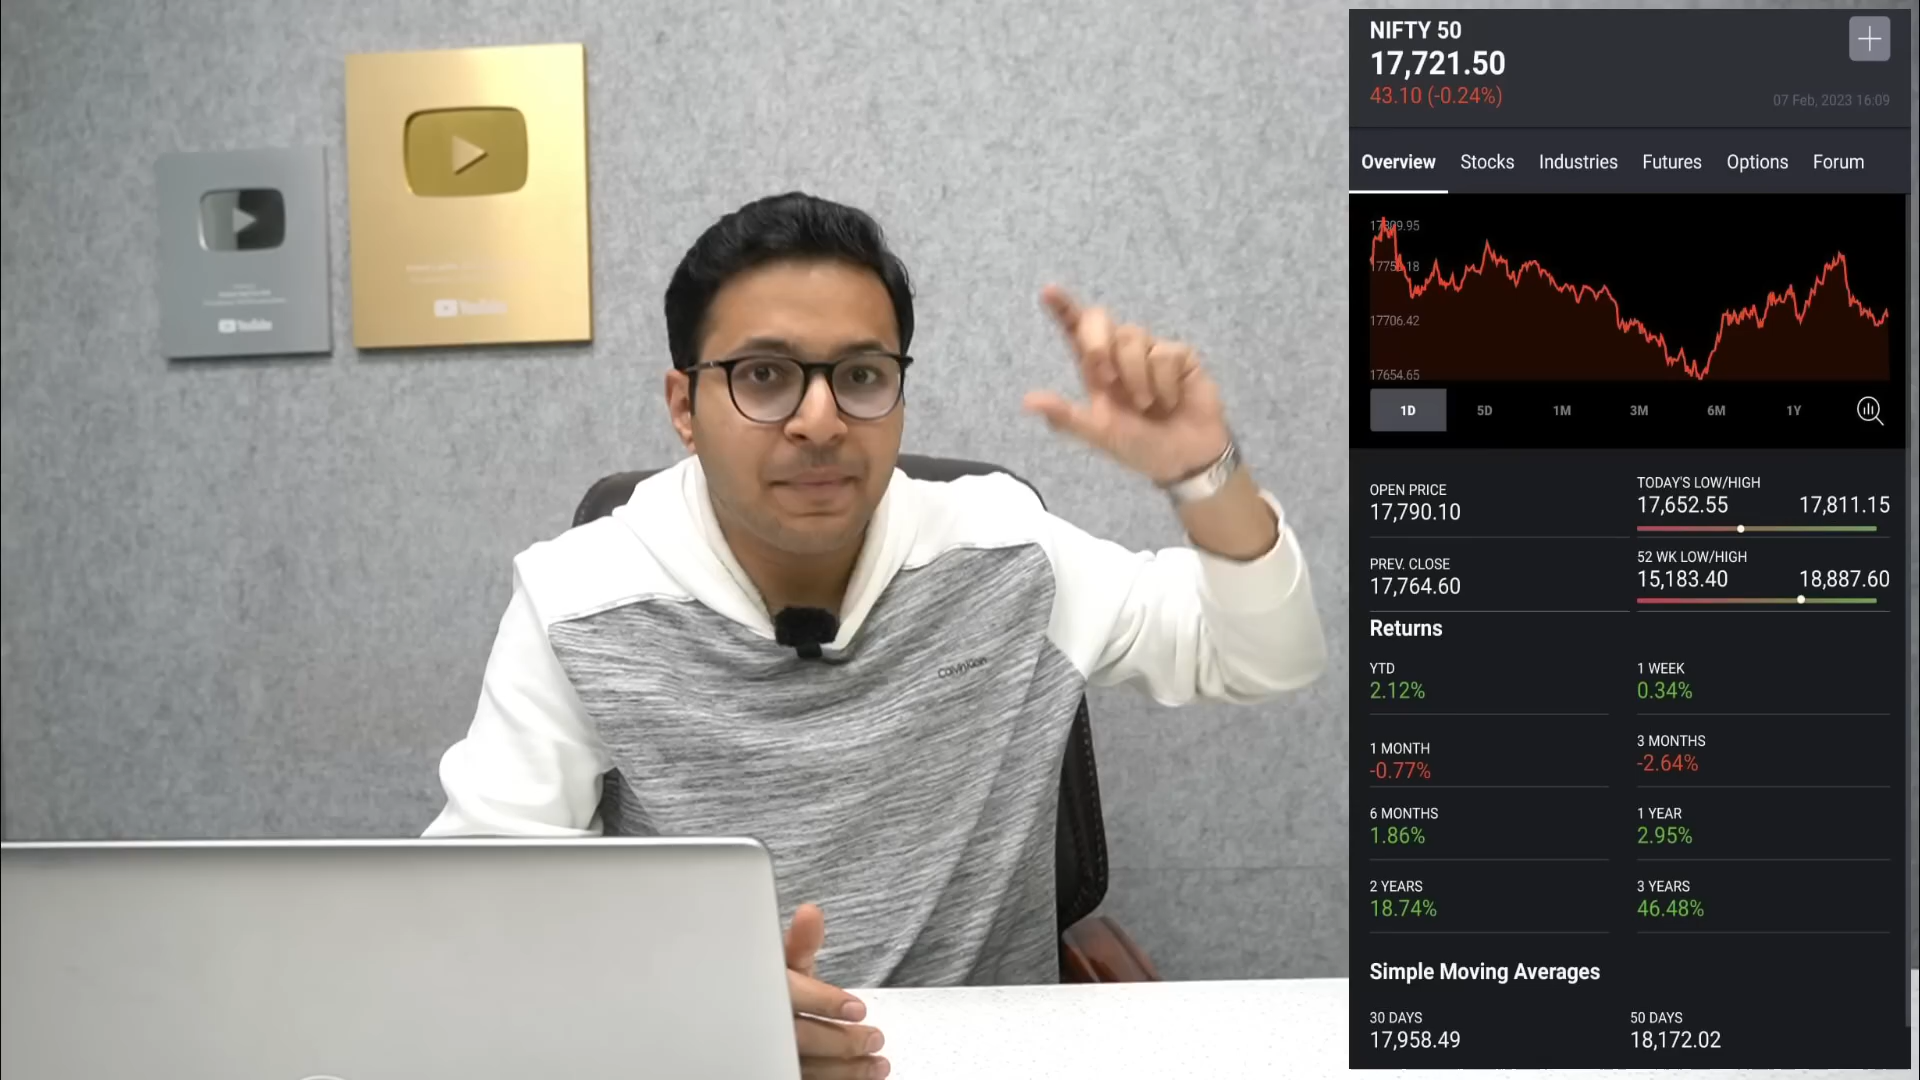 YouTube
YouTube
Calvin Klein
NIFTY 50
17,721.50
43.10 (-0.24%)
07 Feb, 2023 16:09
Overview Stocks Industries Futures Options Forum
17706.42
17654.65
1D 5D 1M 3M 6M 1Y
OPEN PRICE
17,790.10
TODAY'S LOW/HIGH
17,652.55 17,811.15
PREV. CLOSE
17,764.60
52 WK LOW/HIGH
15,183.40 18,887.60
Returns
YTD
2.12%
1 WEEK
0.34%
1 MONTH
-0.77%
3 MONTHS
-2.64%
6 MONTHS
1.86%
1 YEAR
2.95%
2 YEARS
18.74%
3 YEARS
46.48%
Simple Moving Averages
30 DAYS
17,958.49
50 DAYS
18,172.02